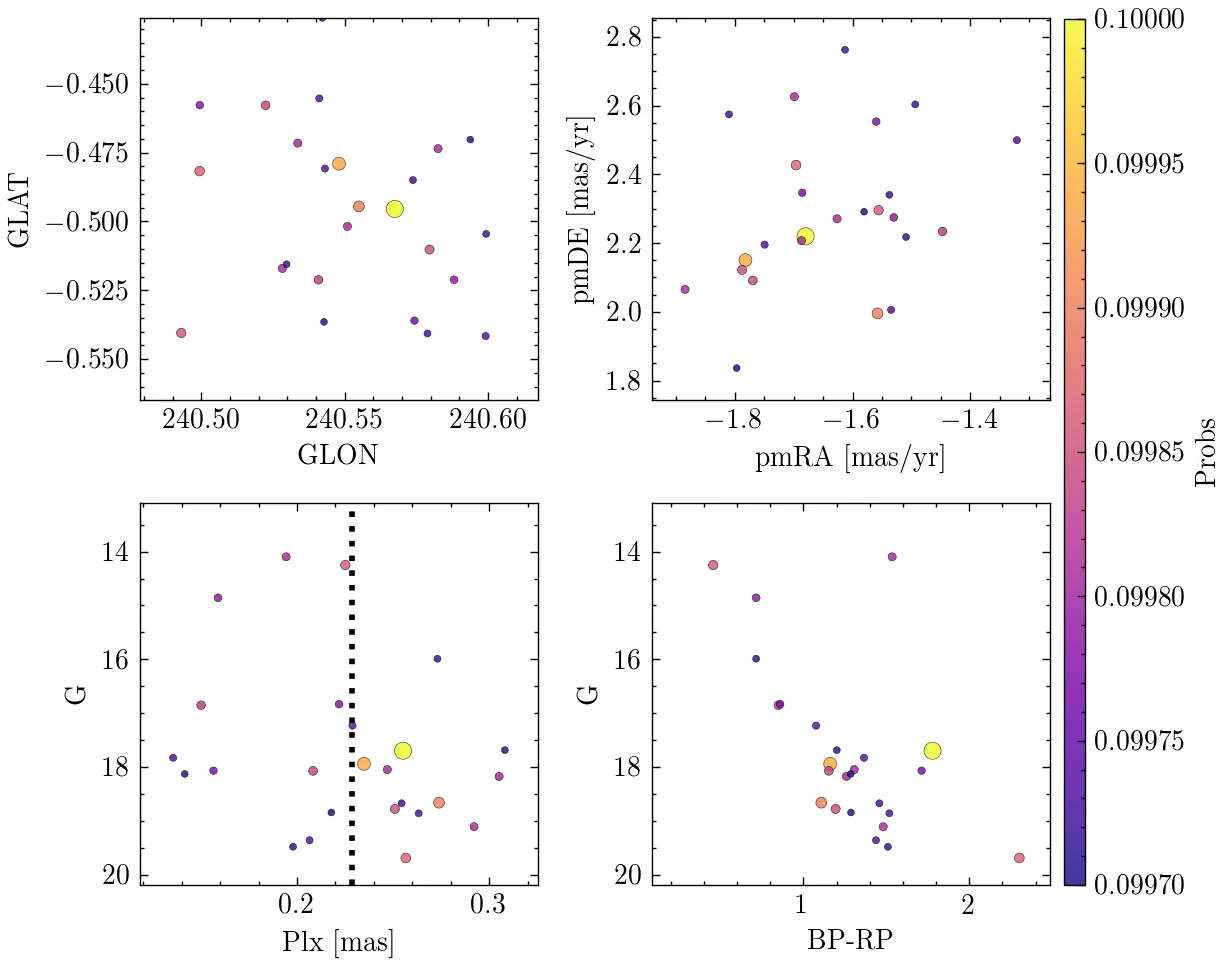 −0.450
−0.475
−0.500
−0.525
−0.550
GLAT
240.50 240.55 240.60
GLON
2.8
2.6
2.4
2.2
2.0
1.8
pmDE [mas/yr]
−1.8 −1.6 −1.4
pmRA [mas/yr]
14
16
18
20
G
0.2 0.3
Plx [mas]
14
16
18
20
G
1 2
BP-RP
0.10000
0.09995
0.09990
0.09985
0.09980
0.09975
0.09970
Probs